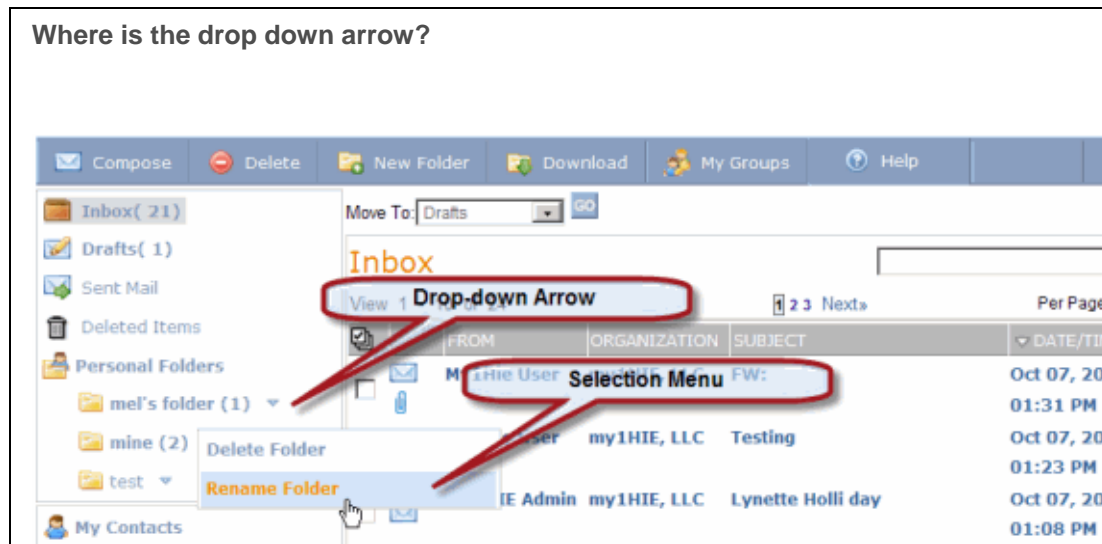 Where is the drop down arrow?
Compose Delete New Folder Download My Groups Help
Inbox( 21)
Drafts( 1)
Sent Mail
Deleted Items
Personal Folders
mel's folder (1)
mine (2)
test
My Contacts
Delete Folder
Rename Folder
Move To: Drafts GO
Inbox
View 1
Drop-down Arrow
1 2 3 Next» Per Page
FROM ORGANIZATION SUBJECT DATE/TI
Selection Menu
FW: Oct 07, 20
01:31 PM
my1HIE, LLC Testing Oct 07, 20
01:23 PM
IE Admin my1HIE, LLC Lynette Holli day Oct 07, 20
01:08 PM